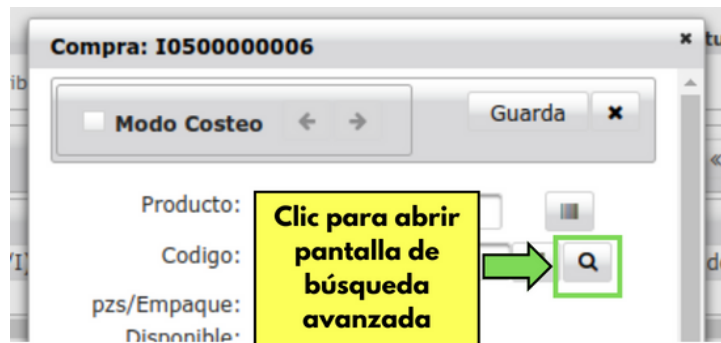 Compra: I0500000006
Modo Costeo
Guarda
Producto:
Codigo:
pzs/Empaque:
Disponible:
Clic para abrir
pantalla de
búsqueda
avanzada